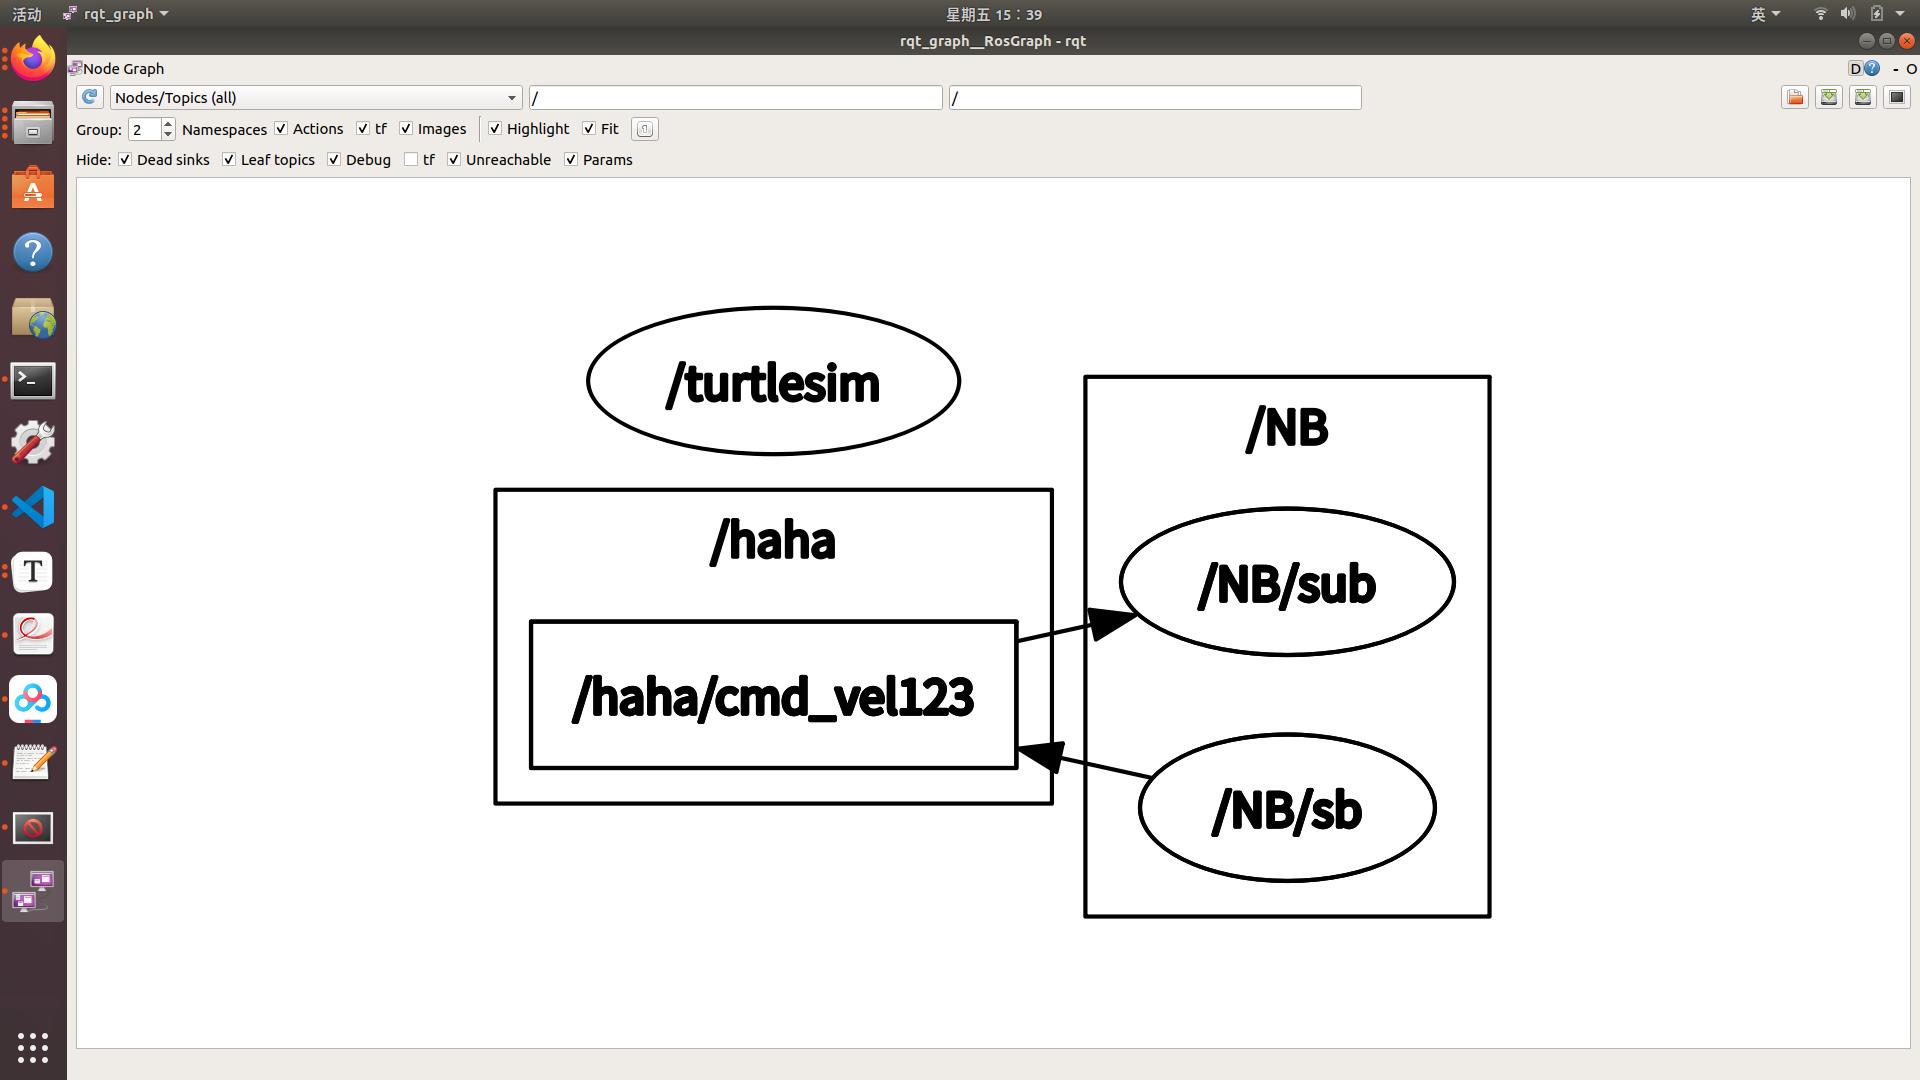 活动 rqt_graph 星期五 15：39 英
rqt_graph__RosGraph - rqt
Node Graph D ? - O
Nodes/Topics (all) / /
Group: 2 Namespaces Actions tf Images Highlight Fit
Hide: Dead sinks Leaf topics Debug tf Unreachable Params
/turtlesim
/NB
/haha
/NB/sub
/haha/cmd_vel123
/NB/sb